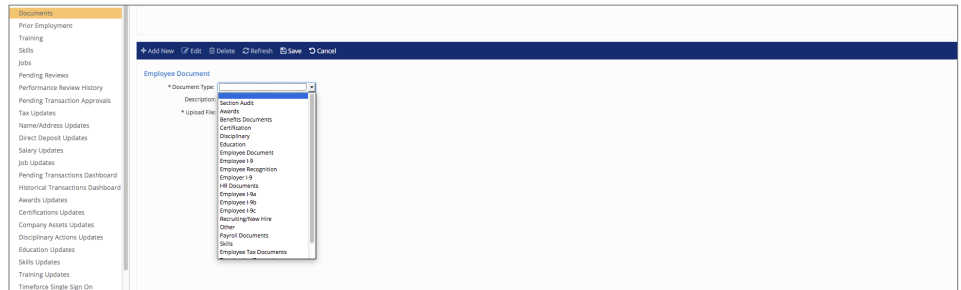 Documents
Prior Employment
Training
Skills
Jobs
Pending Reviews
Performance Review History
Pending Transaction Approvals
Tax Updates
Name/Address Updates
Direct Deposit Updates
Salary Updates
Job Updates
Pending Transactions Dashboard
Historical Transactions Dashboard
Awards Updates
Certifications Updates
Company Assets Updates
Disciplinary Actions Updates
Education Updates
Skills Updates
Training Updates
Timeforce Single Sign On
+ Add New Edit Delete Refresh Save Cancel
Employee Document
* Document Type:
Description:
* Upload File:
Section Audit
Awards
Benefits Documents
Certification
Disciplinary
Education
Employee Document
Employee I-9
Employee Recognition
Employer I-9
HR Documents
Employee I-9a
Employee I-9b
Employee I-9c
Recruiting/New Hire
Other
Payroll Documents
Skills
Employee Tax Documents